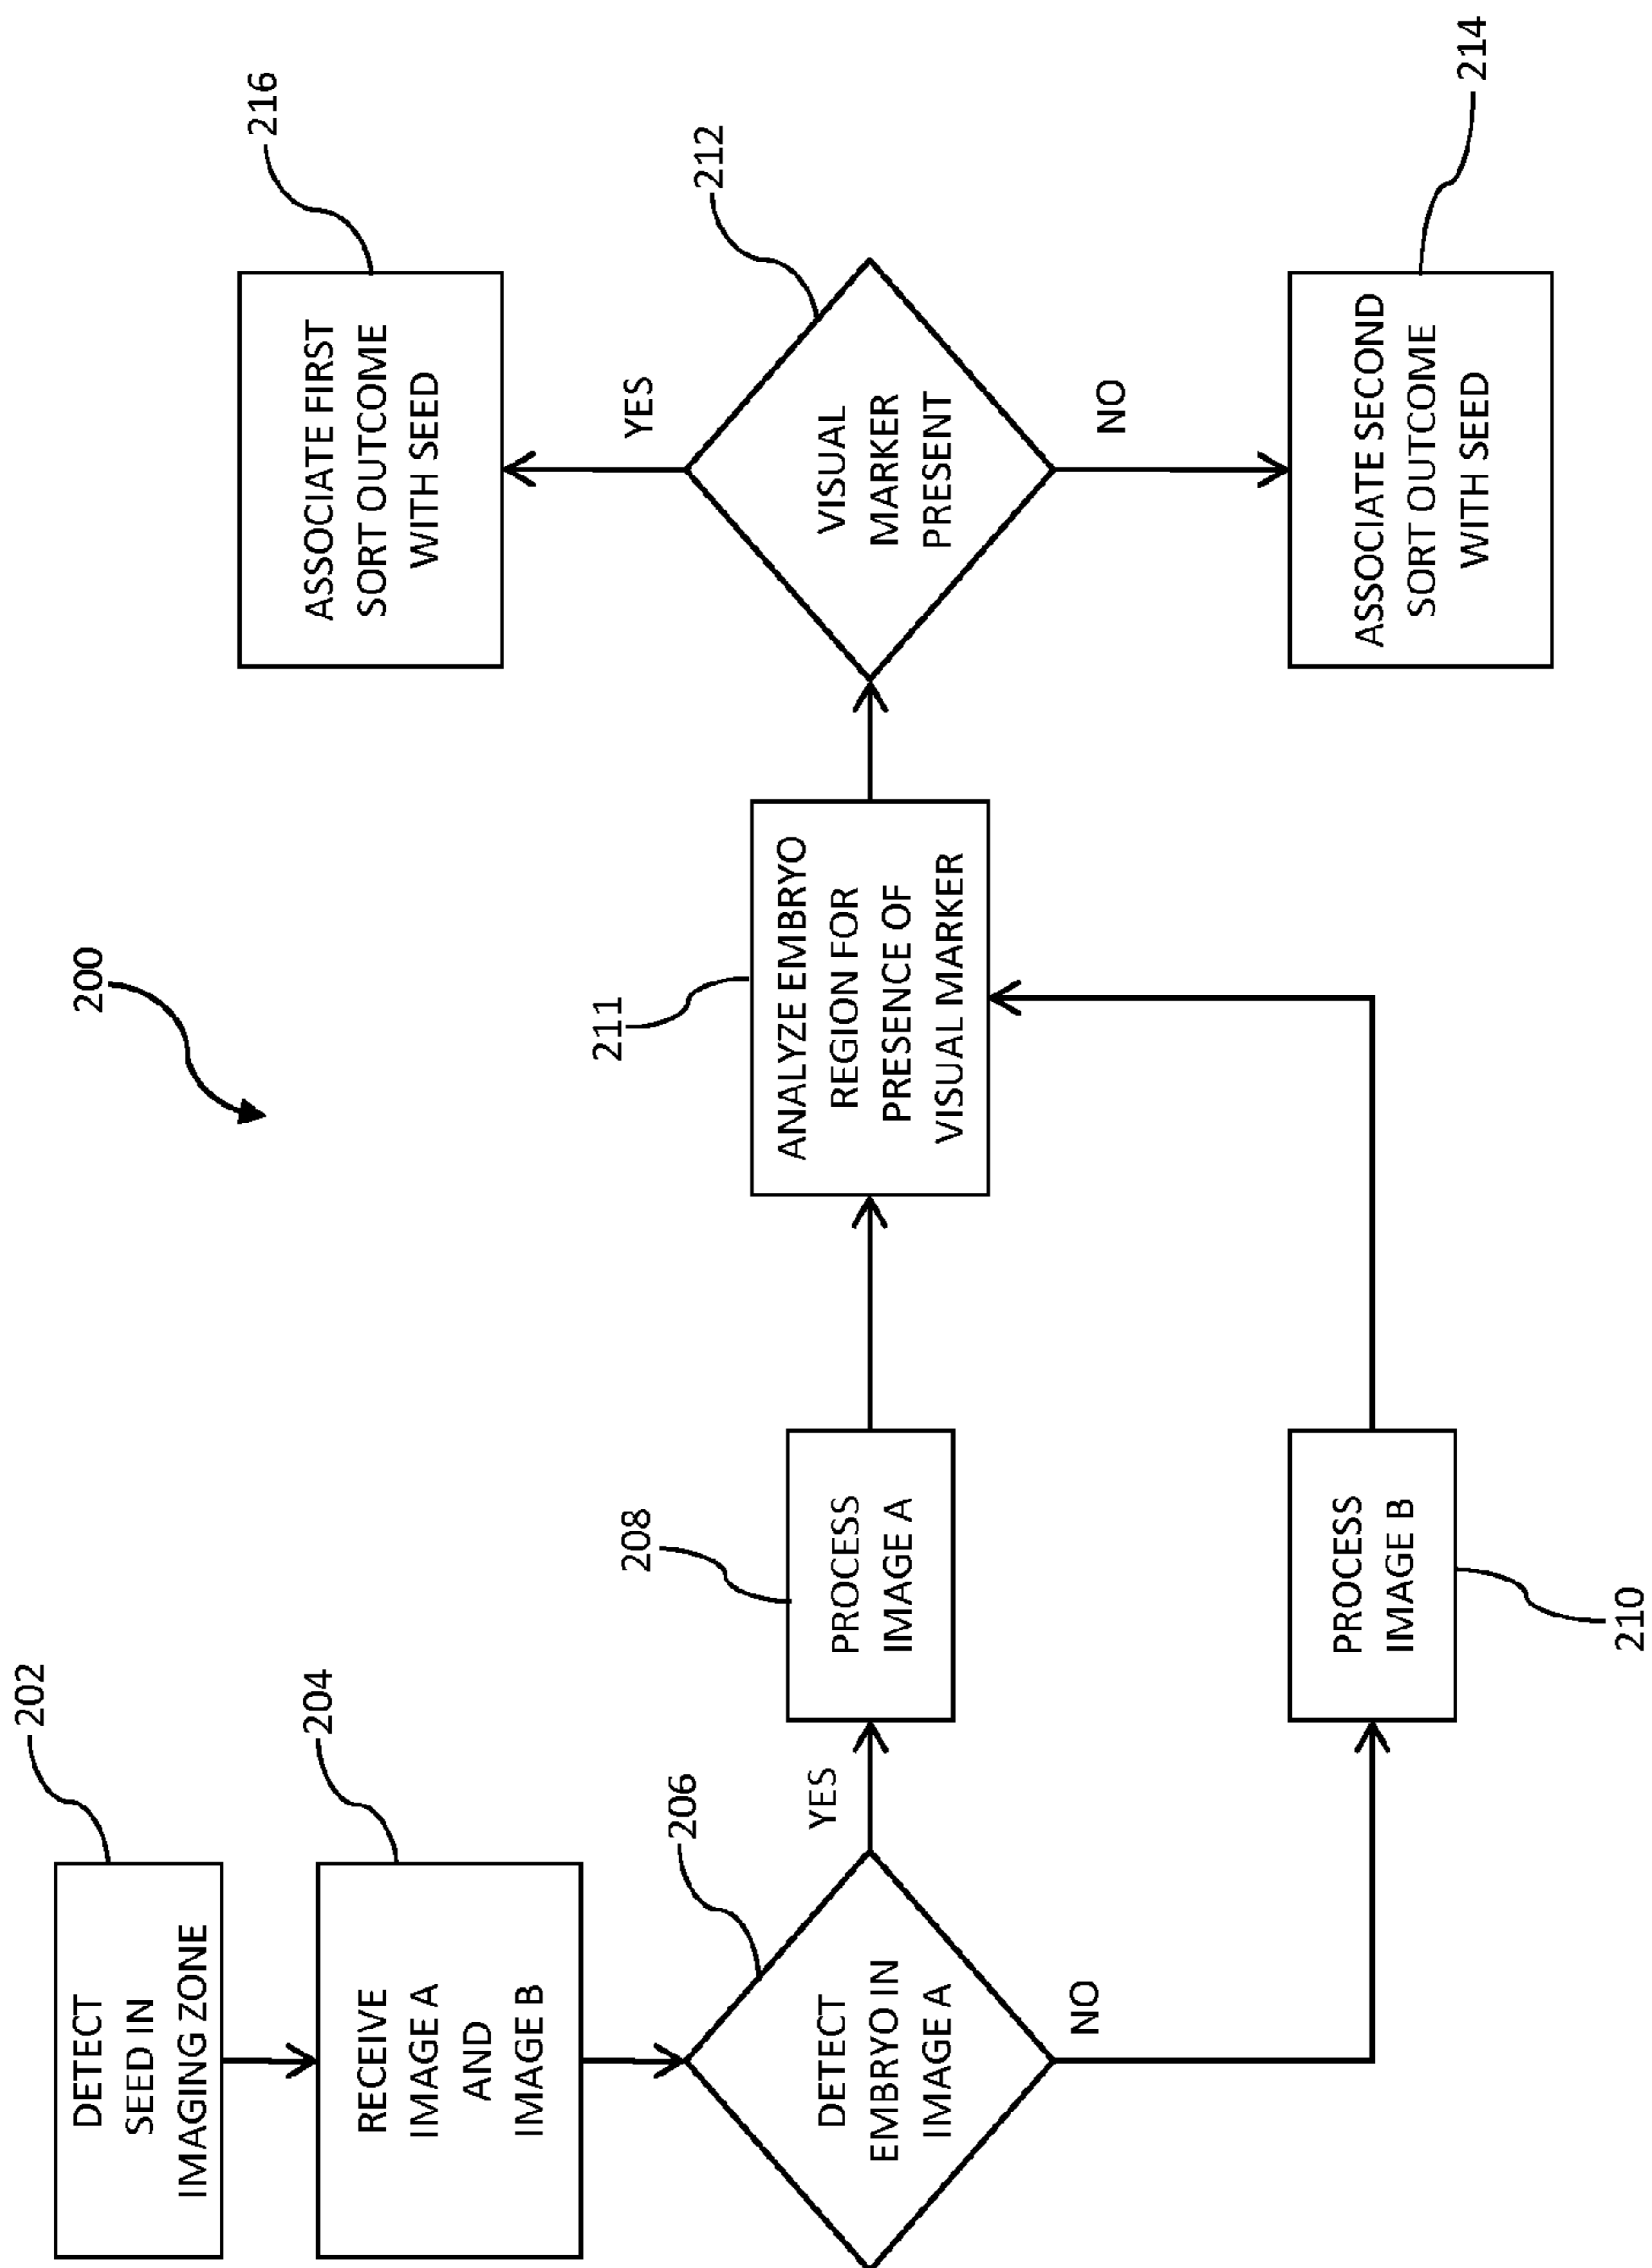 200
202
DETECT
SEED IN
IMAGING ZONE
204
RECEIVE
IMAGE A
AND
IMAGE B
206
DETECT
EMBRYO IN
IMAGE A
YES
NO
208
PROCESS
IMAGE A
PROCESS
IMAGE B
210
211
ANALYZE EMBRYO
REGION FOR
PRESENCE OF
VISUAL MARKER
212
VISUAL
MARKER
PRESENT
YES
NO
216
ASSOCIATE FIRST
SORT OUTCOME
WITH SEED
214
ASSOCIATE SECOND
SORT OUTCOME
WITH SEED